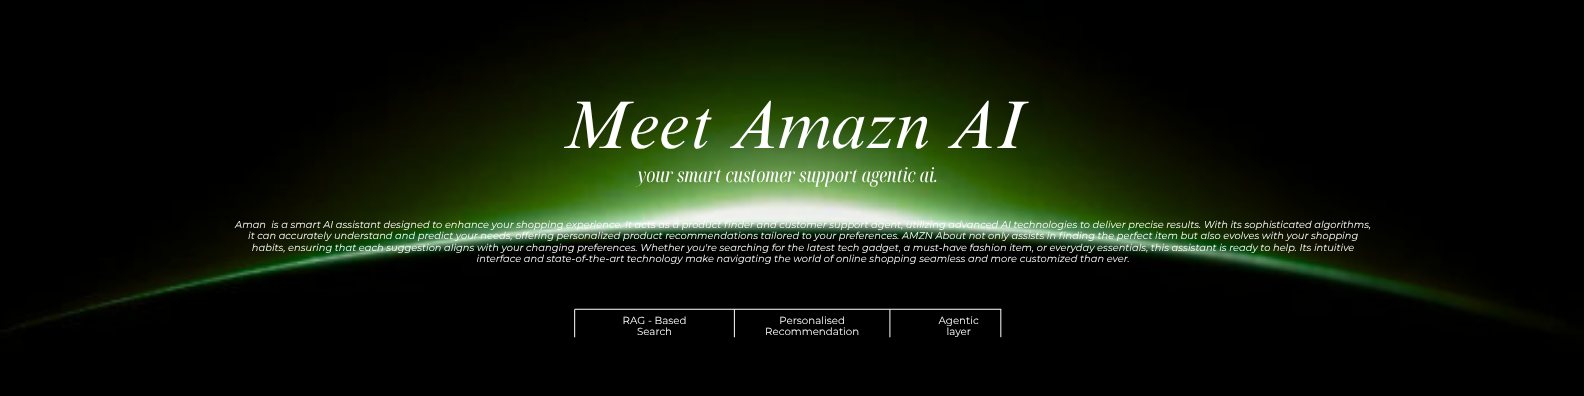 Meet Amazn AI
your smart customer support agentic ai.
Aman is a smart AI assistant designed to enhance your shopping experience. It acts as a product finder and customer support agent, utilizing advanced AI technologies to deliver precise results. With its sophisticated algorithms,
it can accurately understand and predict your needs, offering personalized product recommendations tailored to your preferences. AMZN About not only assists in finding the perfect item but also evolves with your shopping
habits, ensuring that each suggestion aligns with your changing preferences. Whether you're searching for the latest tech gadget, a must-have fashion item, or everyday essentials, this assistant is ready to help. Its intuitive
interface and state-of-the-art technology make navigating the world of online shopping seamless and more customized than ever.
RAG - Based
Search
Personalised
Recommendation
Agentic
layer